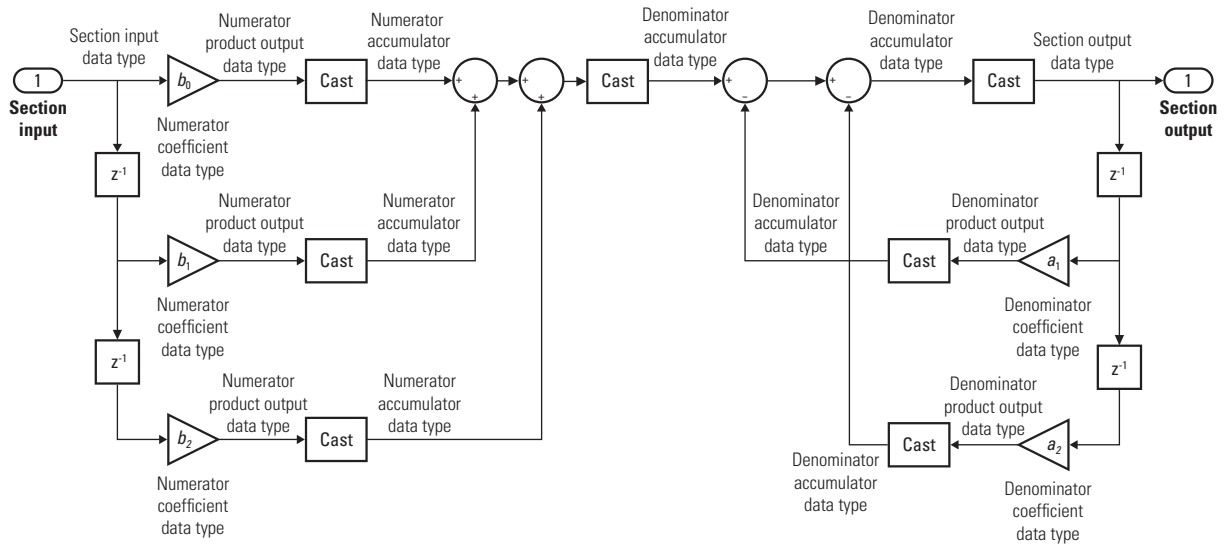 Section input
data type
Numerator
product output
data type
Numerator
accumulator
data type
Denominator
accumulator
data type
Denominator
accumulator
data type
Section output
data type
1
Section
input
b0
Cast
+
+
+
+
Cast
+
−
+
−
Cast
1
Section
output
Numerator
coefficient
data type
z-1
z-1
Numerator
product output
data type
Numerator
accumulator
data type
Denominator
accumulator
data type
Denominator
product output
data type
b1
Cast
Cast
a1
Numerator
coefficient
data type
Denominator
coefficient
data type
z-1
z-1
Numerator
product output
data type
Numerator
accumulator
data type
Denominator
product output
data type
b2
Cast
Cast
a2
Denominator
accumulator
data type
Numerator
coefficient
data type
Denominator
coefficient
data type